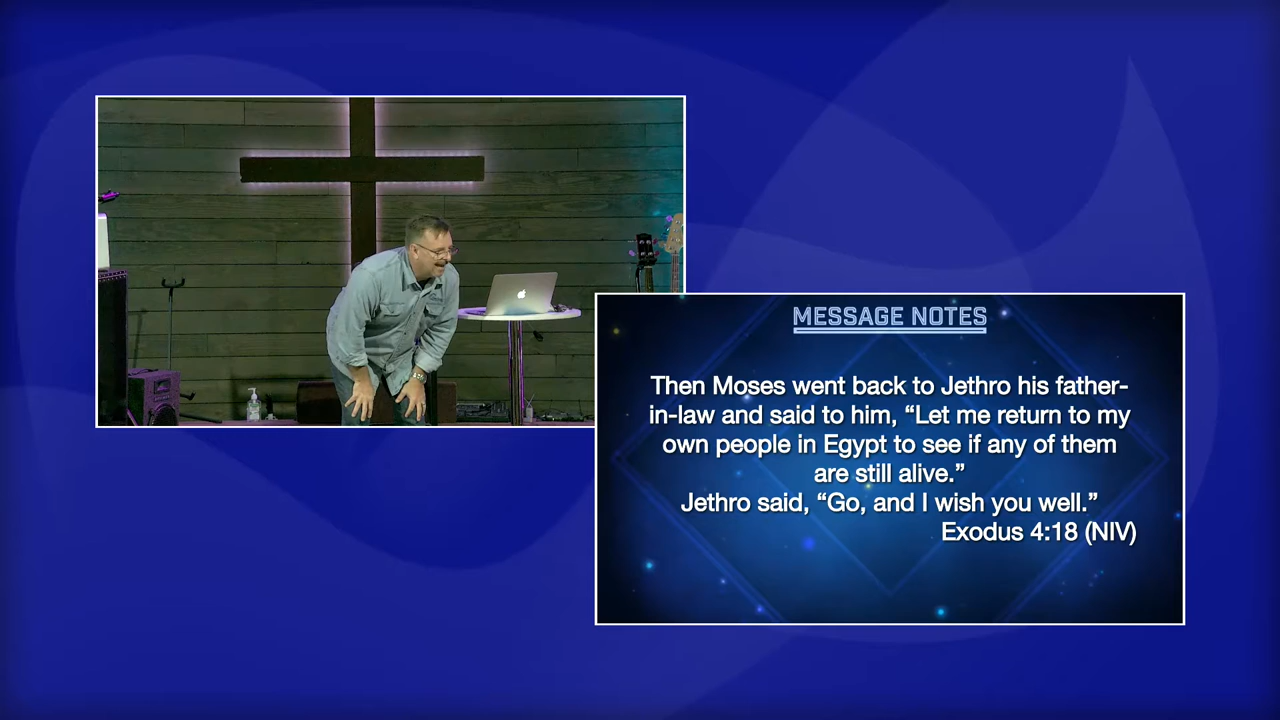 MESSAGE NOTES
Then Moses went back to Jethro his father-
in-law and said to him, “Let me return to my
own people in Egypt to see if any of them
are still alive.”
Jethro said, “Go, and I wish you well.”
Exodus 4:18 (NIV)